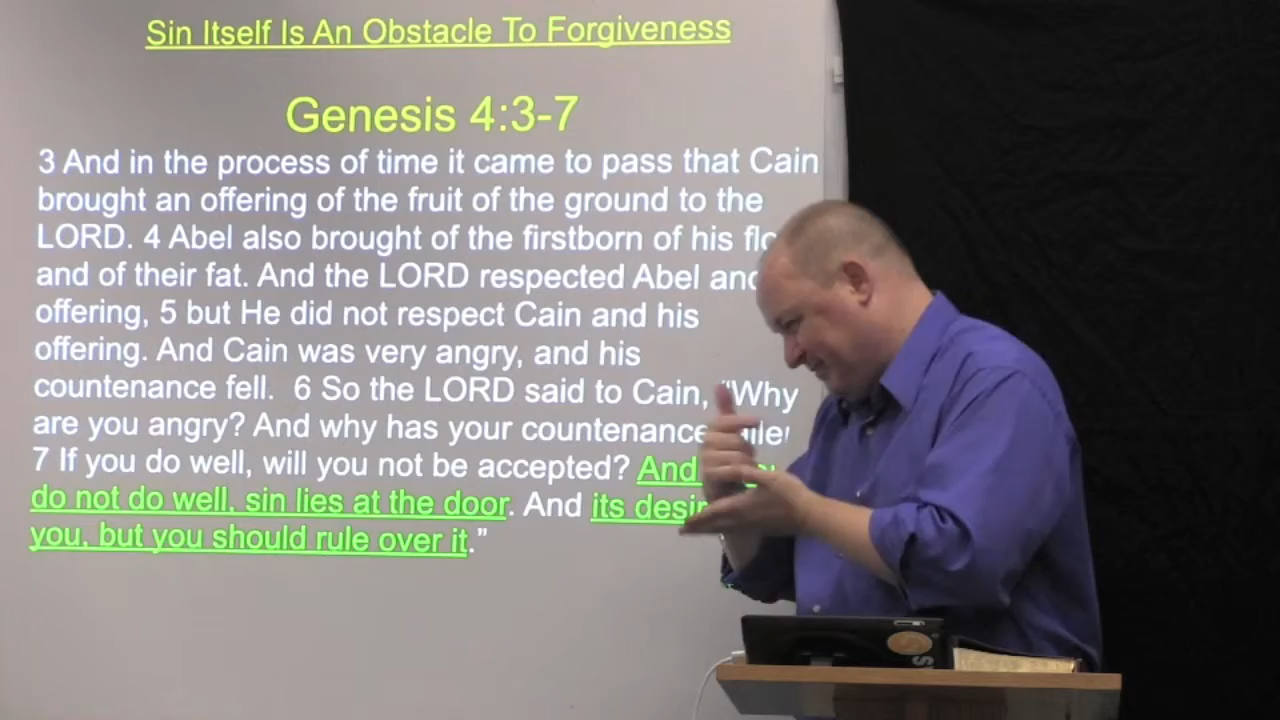 Sin Itself Is An Obstacle To Forgiveness
Genesis 4:3-7
3 And in the process of time it came to pass that Cain
brought an offering of the fruit of the ground to the
LORD. 4 Abel also brought of the firstborn of his
and of their fat. And the LORD respected Abel and
offering, 5 but He did not respect Cain and his
offering. And Cain was very angry, and his
countenance fell. 6 So the LORD said to Cain, "Why
are you angry? And why has your countenance
7 If you do well, will you not be accepted? And
do not do well, sin lies at the door. And its
you, but you should rule over it."